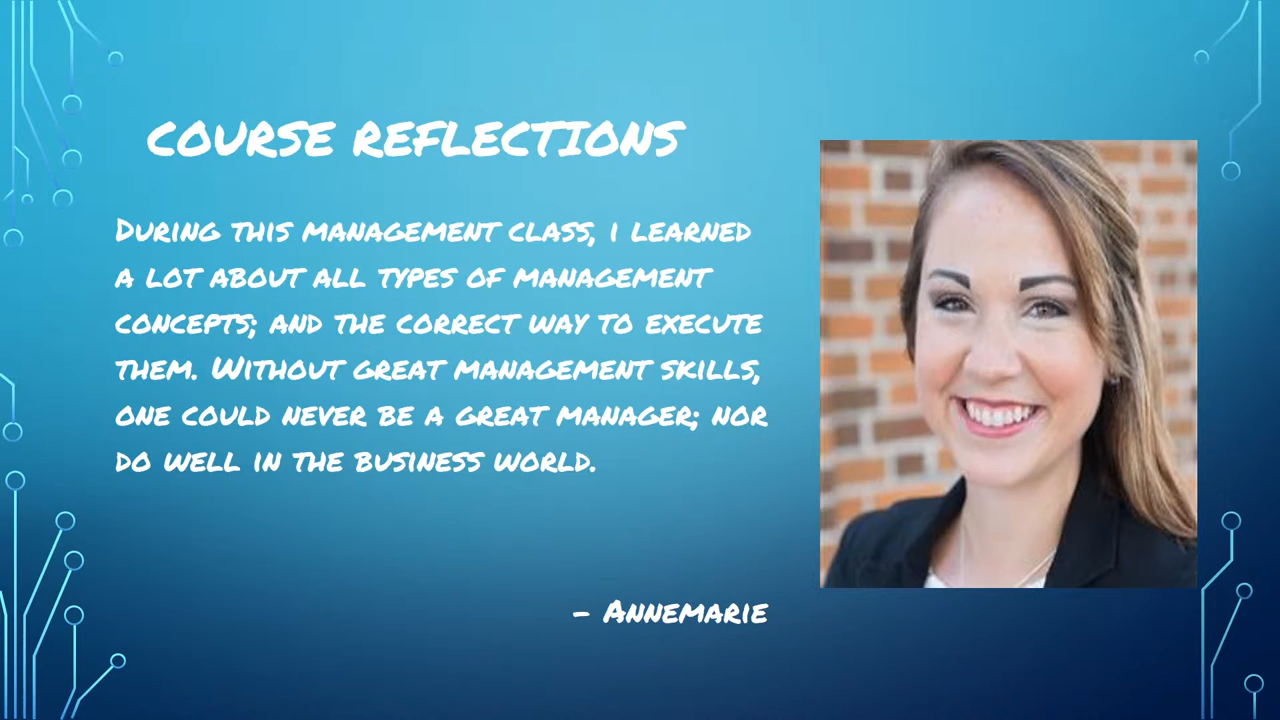 COURSE REFLECTIONS
During this management class, I learned
a lot about all types of management
concepts; and the correct way to execute
them. Without great management skills,
one could never be a great manager; nor
do well in the business world.
- Annemarie